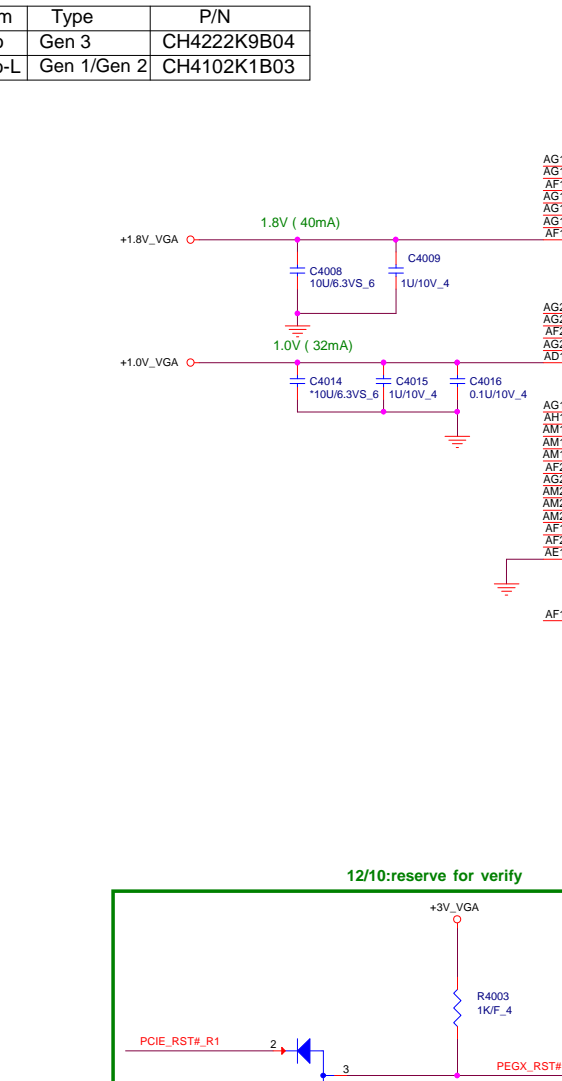 Type P/N
Gen 3 CH4222K9B04
-L Gen 1/Gen 2 CH4102K1B03
1.8V ( 40mA)
+1.8V_VGA
C4008
10U/6.3VS_6
C4009
1U/10V_4
1.0V ( 32mA)
+1.0V_VGA
C4014
*10U/6.3VS_6
C4015
1U/10V_4
C4016
0.1U/10V_4
12/10:reserve for verify
+3V_VGA
R4003
1K/F_4
PCIE_RST#_R1
2
3
PEGX_RST#